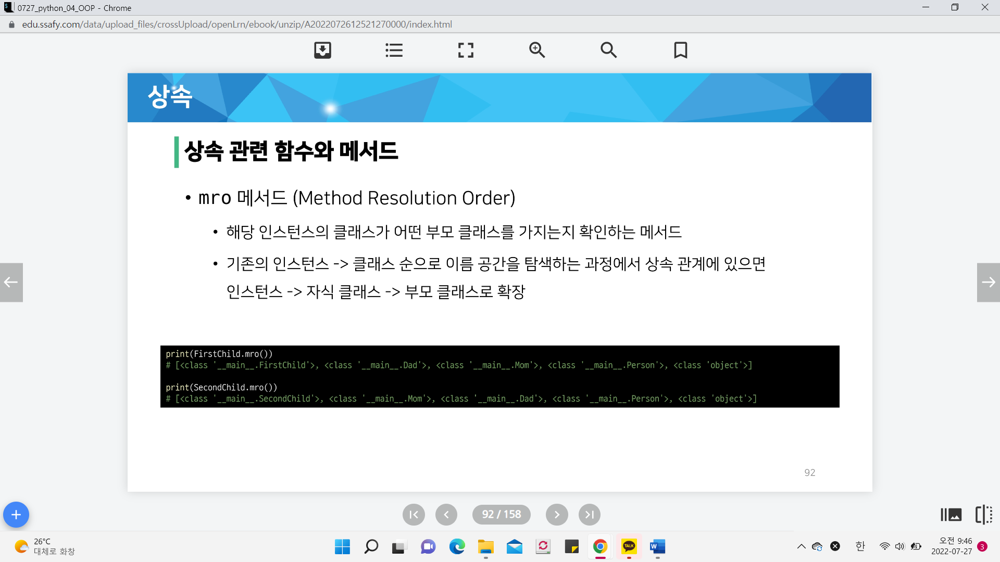 0727_python_04_OOP - Chrome
edu.ssafy.com/data/upload_files/crossUpload/openLrn/ebook/unzip/A2022072612521270000/index.html
상속
상속 관련 함수와 메서드
• mro 메서드 (Method Resolution Order)
• 해당 인스턴스의 클래스가 어떤 부모 클래스를 가지는지 확인하는 메서드
• 기존의 인스턴스 -> 클래스 순으로 이름 공간을 탐색하는 과정에서 상속 관계에 있으면
인스턴스 -> 자식 클래스 -> 부모 클래스로 확장
print(FirstChild.mro())
# [<class '__main__.FirstChild'>, <class '__main__.Dad'>, <class '__main__.Mom'>, <class '__main__.Person'>, <class 'object'>]
print(SecondChild.mro())
# [<class '__main__.SecondChild'>, <class '__main__.Mom'>, <class '__main__.Dad'>, <class '__main__.Person'>, <class 'object'>]
92
92 / 158
26°C
대체로 화창
TALK
W
한
오전 9:46
2022-07-27
3